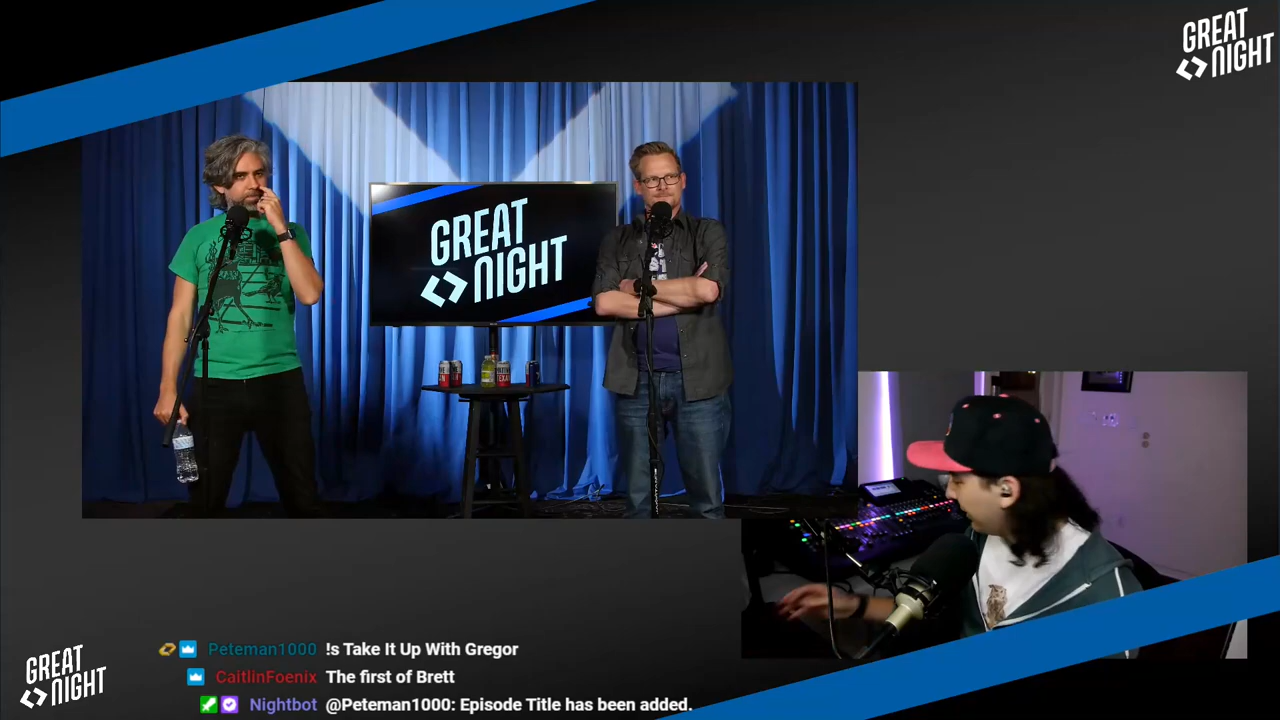 GREAT
NIGHT
GREAT
NIGHT
GREAT
NIGHT
Peteman1000 !s Take It Up With Gregor
CaitlinFoenix The first of Brett
Nightbot @Peteman1000: Episode Title has been added.